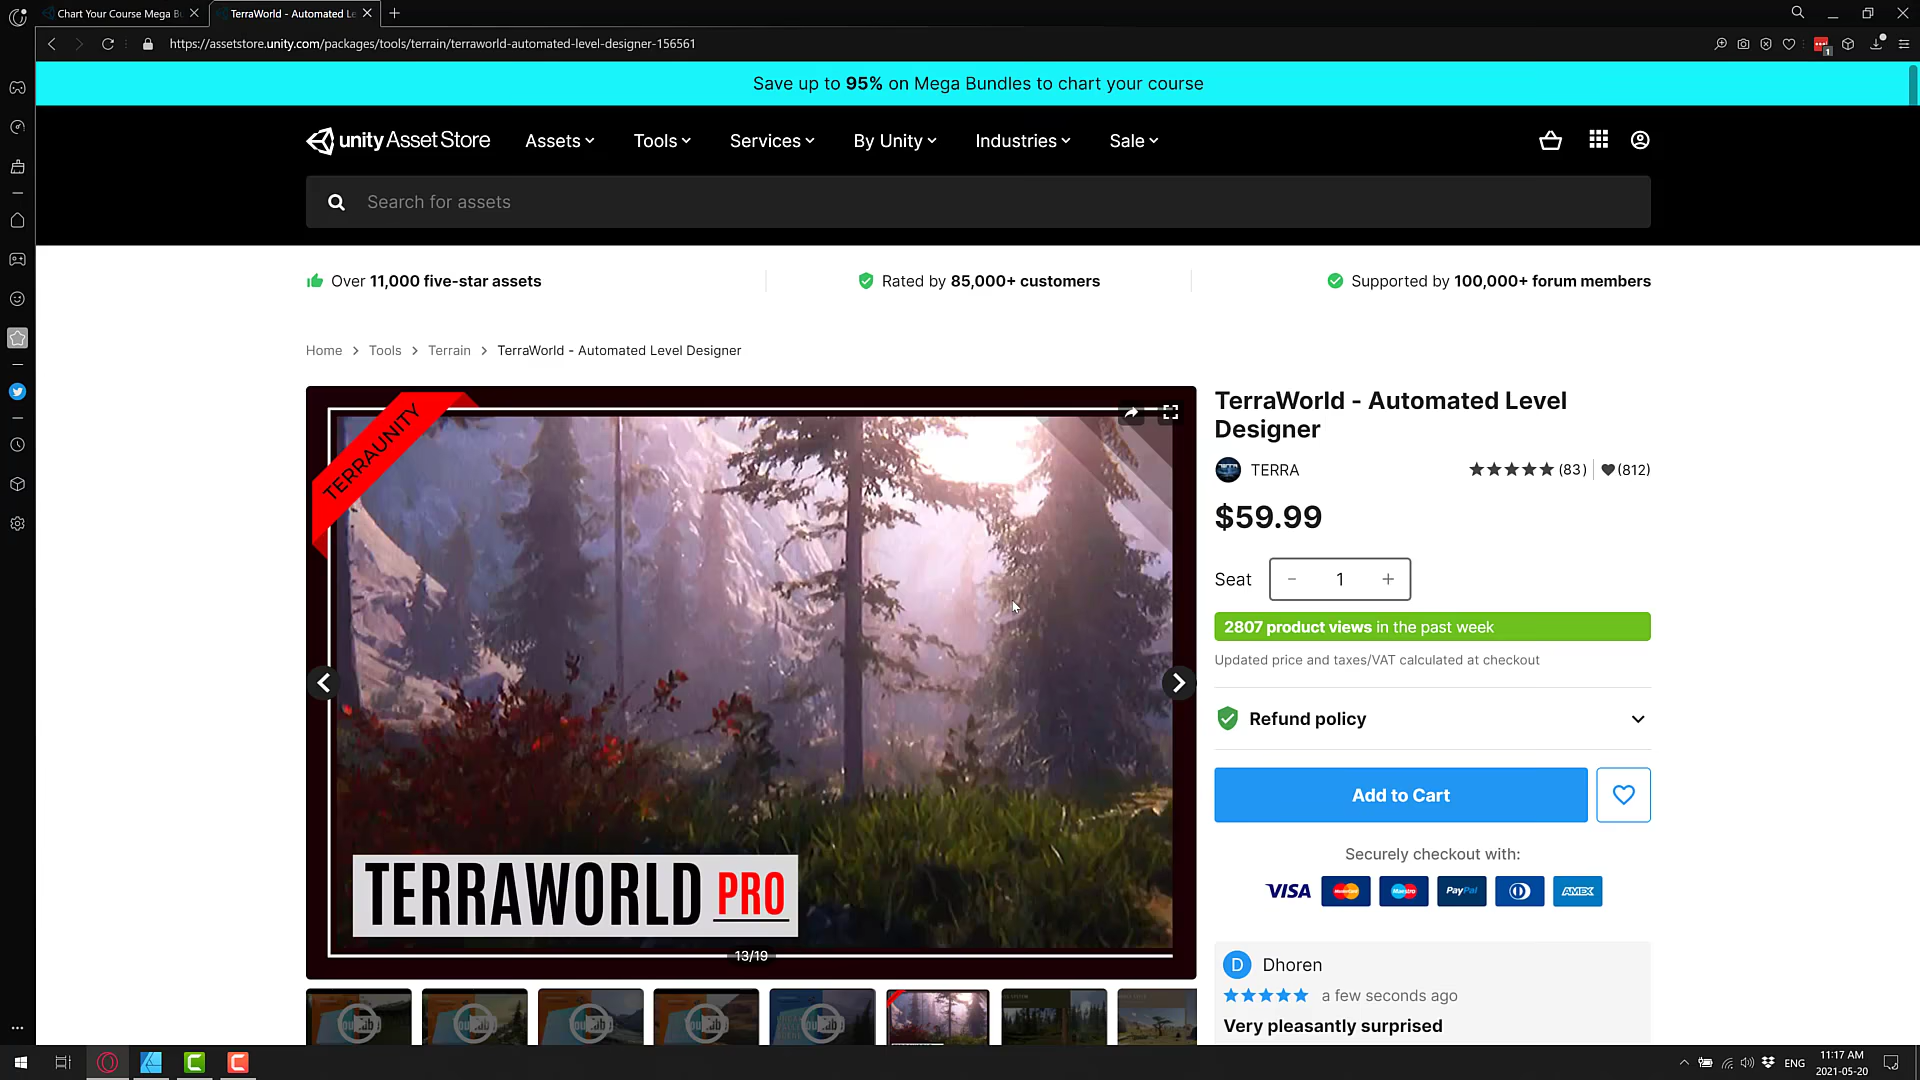 Chart Your Course Mega B
TerraWorld - Automated Le
https://assetstore.unity.com/packages/tools/terrain/terraworld-automated-level-designer-156561
1
Save up to 95% on Mega Bundles to chart your course
unity Asset Store
Assets
Tools
Services
By Unity
Industries
Sale
Search for assets
Over 11,000 five-star assets
Rated by 85,000+ customers
Supported by 100,000+ forum members
Home > Tools > Terrain > TerraWorld - Automated Level Designer
TERRAUNITY
TERRAWORLD PRO
13/19
TerraWorld - Automated Level
Designer
TERRA
(83)
(812)
$59.99
Seat
- 1 +
2807 product views in the past week
Updated price and taxes/VAT calculated at checkout
Refund policy
Add to Cart
Securely checkout with:
VISA
MasterCard
Maestro
PayPal
AMEX
D
Dhoren
a few seconds ago
Very pleasantly surprised
ENG
11:17 AM
2021-05-20